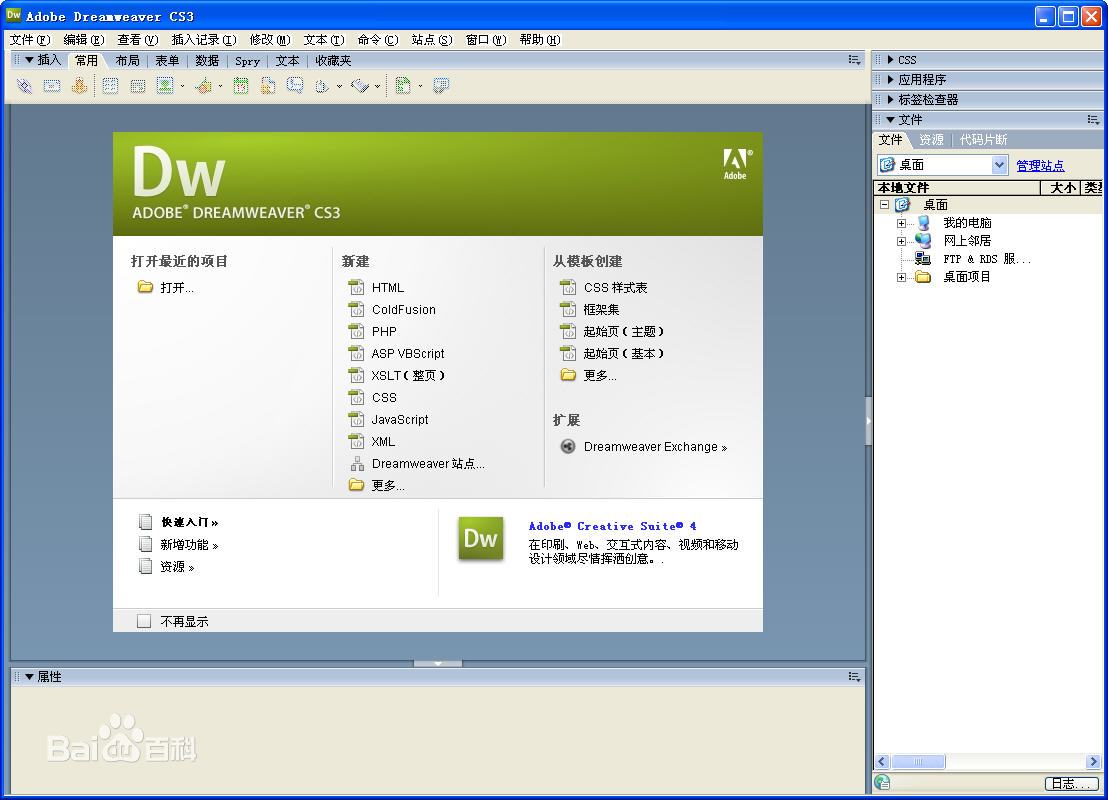 Dw Adobe Dreamweaver CS3
文件(F) 编辑(E) 查看(V) 插入记录(I) 修改(M) 文本(T) 命令(C) 站点(S) 窗口(W) 帮助(H)
▼插入 常用 布局 表单 数据 Spry 文本 收藏夹
Dw
ADOBE® DREAMWEAVER® CS3
Adobe
打开最近的项目
打开...
新建
HTML
ColdFusion
PHP
ASP VBScript
XSLT(整页)
CSS
JavaScript
XML
Dreamweaver 站点...
更多...
从模板创建
CSS 样式表
框架集
起始页(主题)
起始页(基本)
更多...
扩展
Dreamweaver Exchange »
快速入门 »
新增功能 »
资源 »
Dw
Adobe® Creative Suite® 4
在印刷、Web、交互式内容、视频和移动
设计领域尽情挥洒创意。.
不再显示
▼属性
Baidu百科
CSS
应用程序
标签检查器
▼文件
文件 资源 代码片断
桌面 管理站点
本地文件 大小 类型
桌面
我的电脑
网上邻居
FTP & RDS 服...
桌面项目
日志...